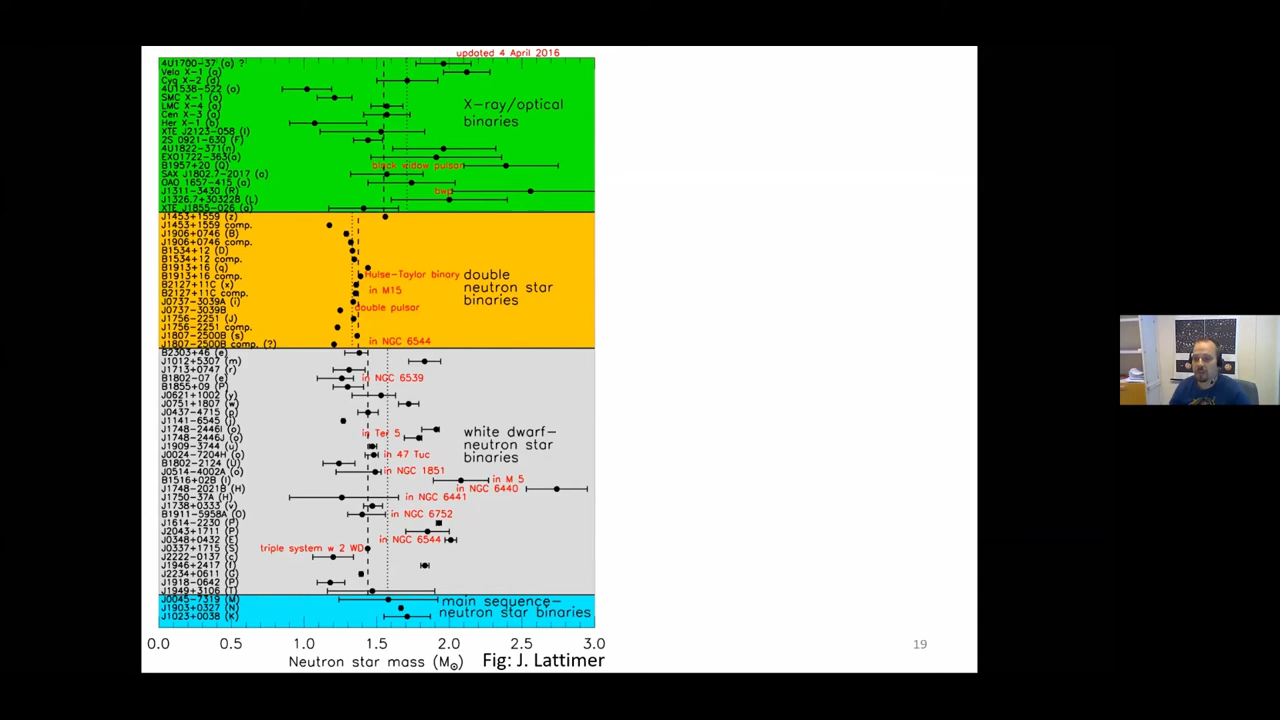 updated 4 April 2016
4U1700-37 (a) ?
Vela X-1 (a)
Cyg X-2 (d)
4U1538-522 (a)
SMC X-1 (a)
LMC X-4 (a)
Cen X-3 (a)
Her X-1 (b)
XTE J2123-058 (l)
2S 0921-630 (F)
4U1822-371(n)
EXO1722-363(a)
B1957+20 (Q)
SAX J1802.7-2017 (a)
OAO 1657-415 (a)
J1311-3430 (R)
J1326.7+303228 (L)
XTE J1855-026 (a)
X-ray/optical
binaries
black widow pulsar
bwp
J1453+1559 (z)
J1453+1559 comp.
J1906+0746 (B)
J1906+0746 comp.
B1534+12 (D)
B1534+12 comp.
B1913+16 (q)
B1913+16 comp.
B2127+11C (x)
B2127+11C comp.
J0737-3039A (i)
J0737-3039B
J1756-2251 (J)
J1756-2251 comp.
J1807-2500B (s)
J1807-2500B comp. (?)
Hulse-Taylor binary
in M15
double pulsar
in NGC 6544
double
neutron star
binaries
B2303+46 (e)
J1012+5307 (m)
J1713+0747 (r)
B1802-07 (e)
B1855+09 (P)
J0621+1002 (y)
J0751+1807 (w)
J0437-4715 (p)
J1141-6545 (j)
J1748-2446I (o)
J1748-2446J (o)
J1909-3744 (u)
J0024-7204H (o)
B1802-2124 (U)
J0514-4002A (o)
B1516+02B (l)
J1748-2021B (H)
J1750-37A (H)
J1738+0333 (v)
B1911-5958A (O)
J1614-2230 (P)
J2043+1711 (P)
J0348+0432 (E)
J0337+1715 (S)
J2222-0137 (c)
J1946+2417 (f)
J2234+0611 (G)
J1918-0642 (P)
J1949+3106 (T)
in NGC 6539
in Ter 5
in 47 Tuc
in NGC 1851
in M 5
in NGC 6440
in NGC 6441
in NGC 6752
in NGC 6544
triple system w 2 WD
white dwarf-
neutron star
binaries
J0045-7319 (M)
J1903+0327 (N)
J1023+0038 (K)
main sequence-
neutron star binaries
0.0 0.5 1.0 1.5 2.0 2.5 3.0
Neutron star mass (M☉)
Fig: J. Lattimer
19